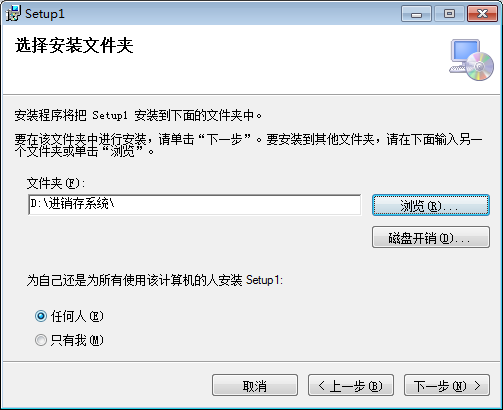 Setup1
选择安装文件夹
安装程序将把 Setup1 安装到下面的文件夹中。
要在该文件夹中进行安装，请单击“下一步”。要安装到其他文件夹，请在下面输入另
一个文件夹或单击“浏览”。
文件夹(F):
D:\进销存系统\
浏览(R)...
磁盘开销(D)...
为自己还是为所有使用该计算机的人安装 Setup1:
任何人(E)
只有我(M)
取消
< 上一步(B)
下一步(N) >